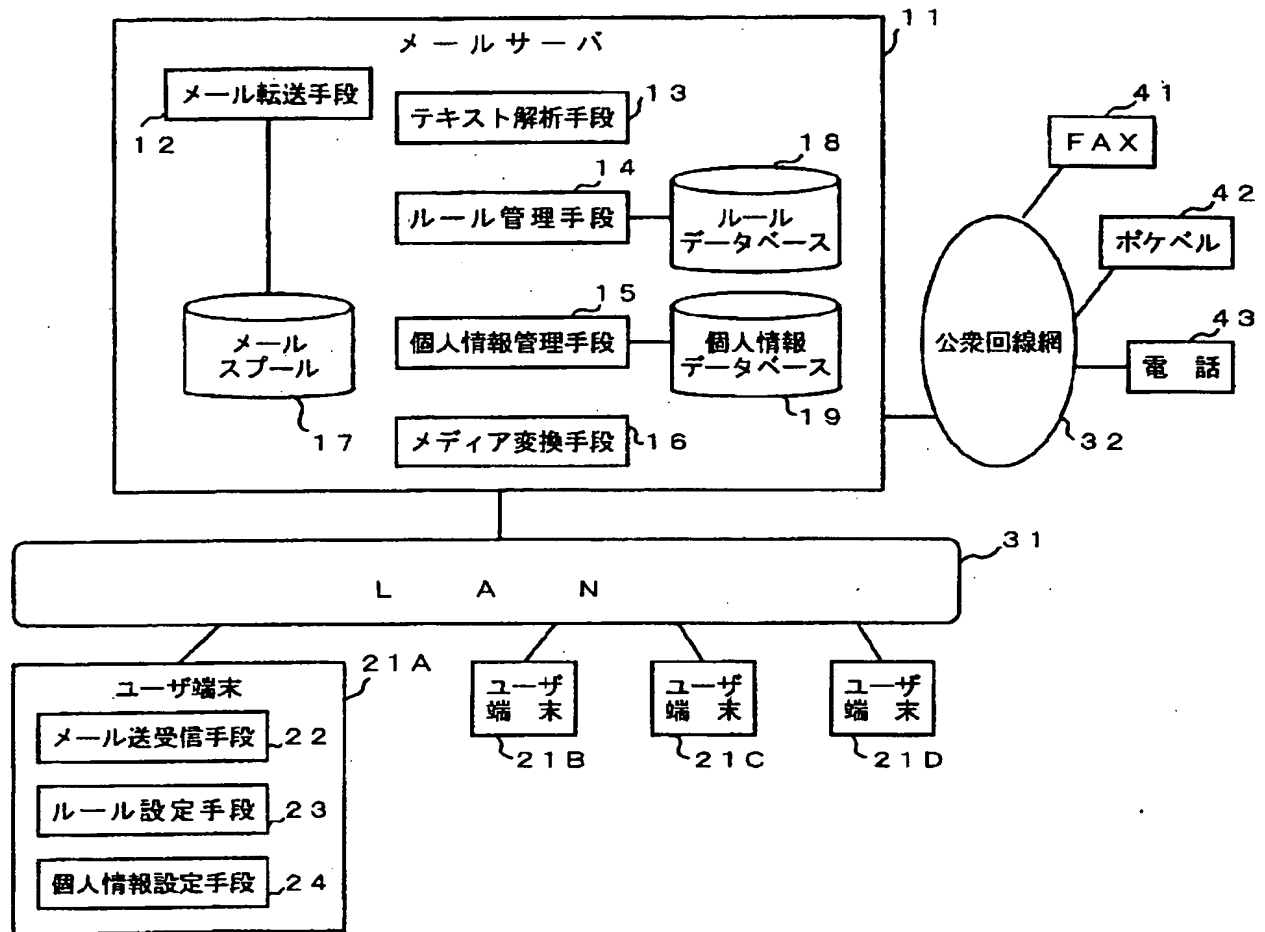 メールサーバ
11
メール転送手段
12
テキスト解析手段
13
ルール管理手段
14
ルール
データベース
18
個人情報管理手段
15
個人情報
データベース
19
メール
スプール
17
メディア変換手段
16
公衆回線網
32
FAX
41
ポケベル
42
電話
43
LAN
31
ユーザ端末
21A
メール送受信手段
22
ルール設定手段
23
個人情報設定手段
24
ユーザ
端末
21B
ユーザ
端末
21C
ユーザ
端末
21D